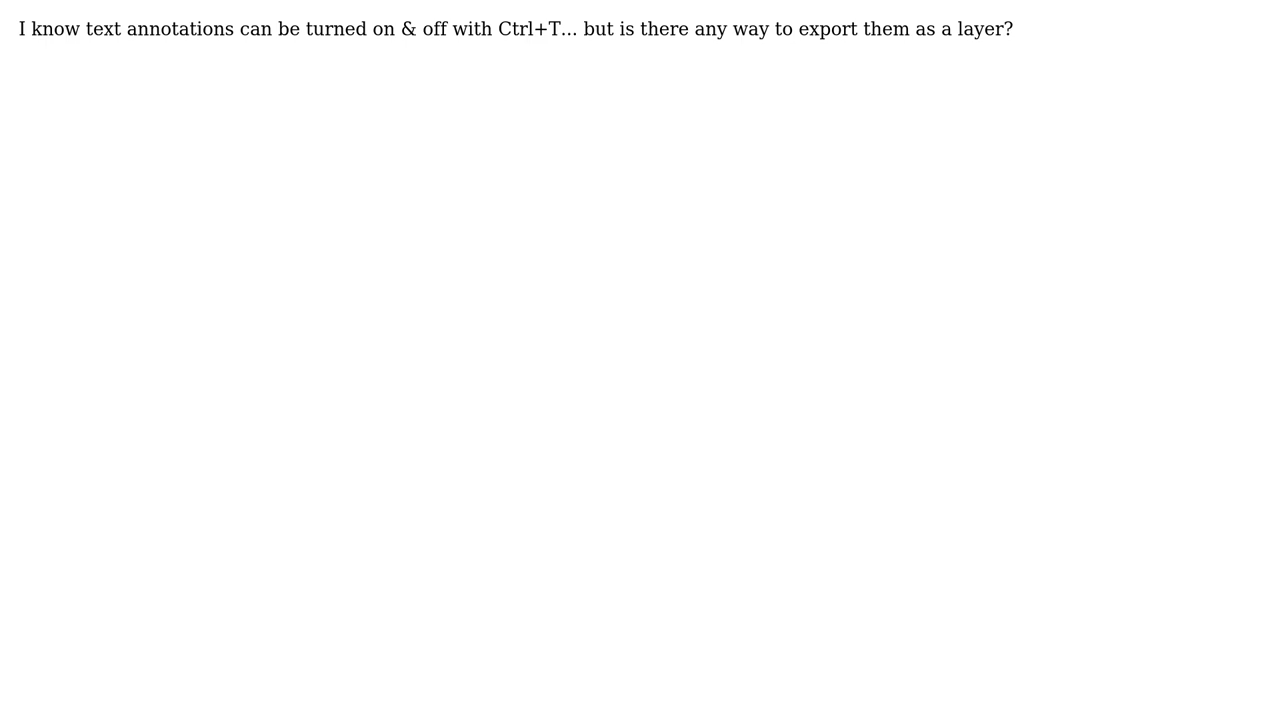 I know text annotations can be turned on & off with Ctrl+T... but is there any way to export them as a layer?